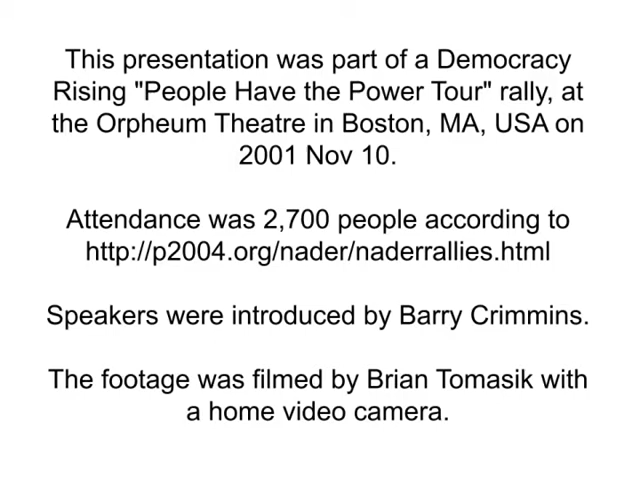 This presentation was part of a Democracy
Rising "People Have the Power Tour" rally, at
the Orpheum Theatre in Boston, MA, USA on
2001 Nov 10.
Attendance was 2,700 people according to
http://p2004.org/nader/naderrallies.html
Speakers were introduced by Barry Crimmins.
The footage was filmed by Brian Tomasik with
a home video camera.